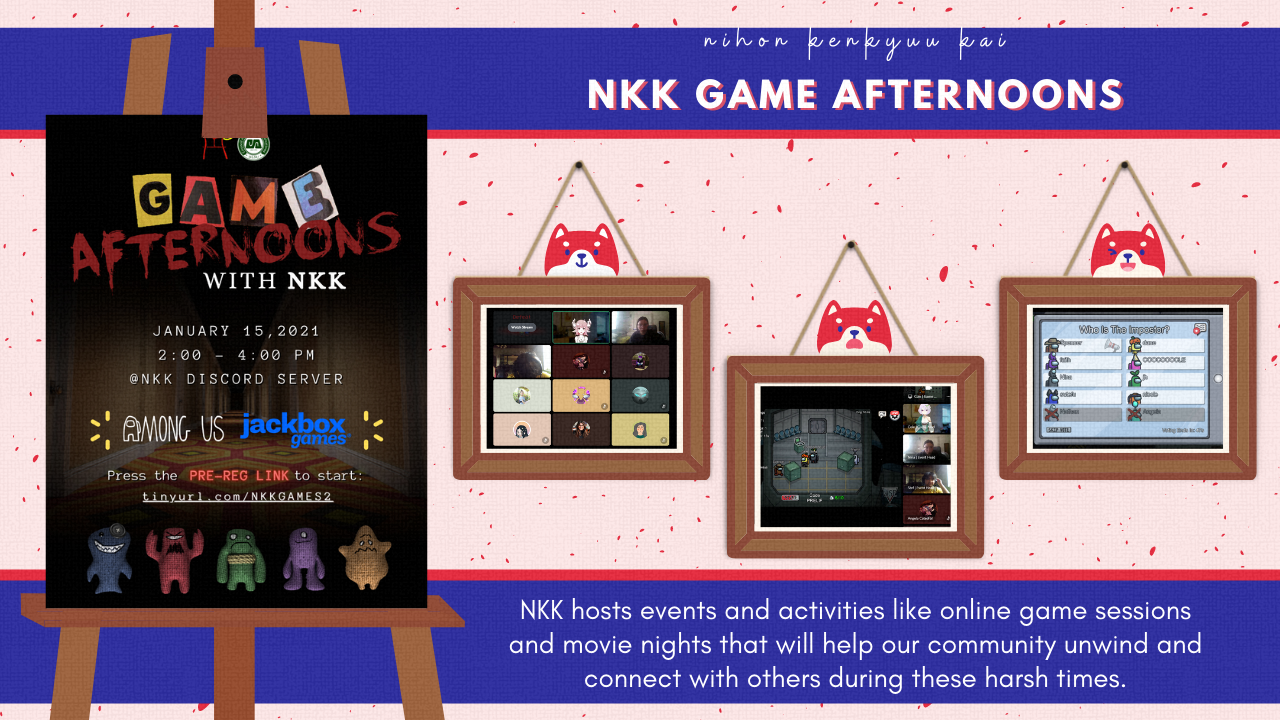 nihon kenkyuu kai
NKK GAME AFTERNOONS
GAME
AFTERNOONS
WITH NKK
JANUARY 15,2021
2:00 - 4:00 PM
@NKK DISCORD SERVER
AMONG US jackbox
games
Press the PRE-REG LINK to start:
tinyurl.com/NKKGAMES2
Who Is The Impostor?
NKK hosts events and activities like online game sessions
and movie nights that will help our community unwind and
connect with others during these harsh times.